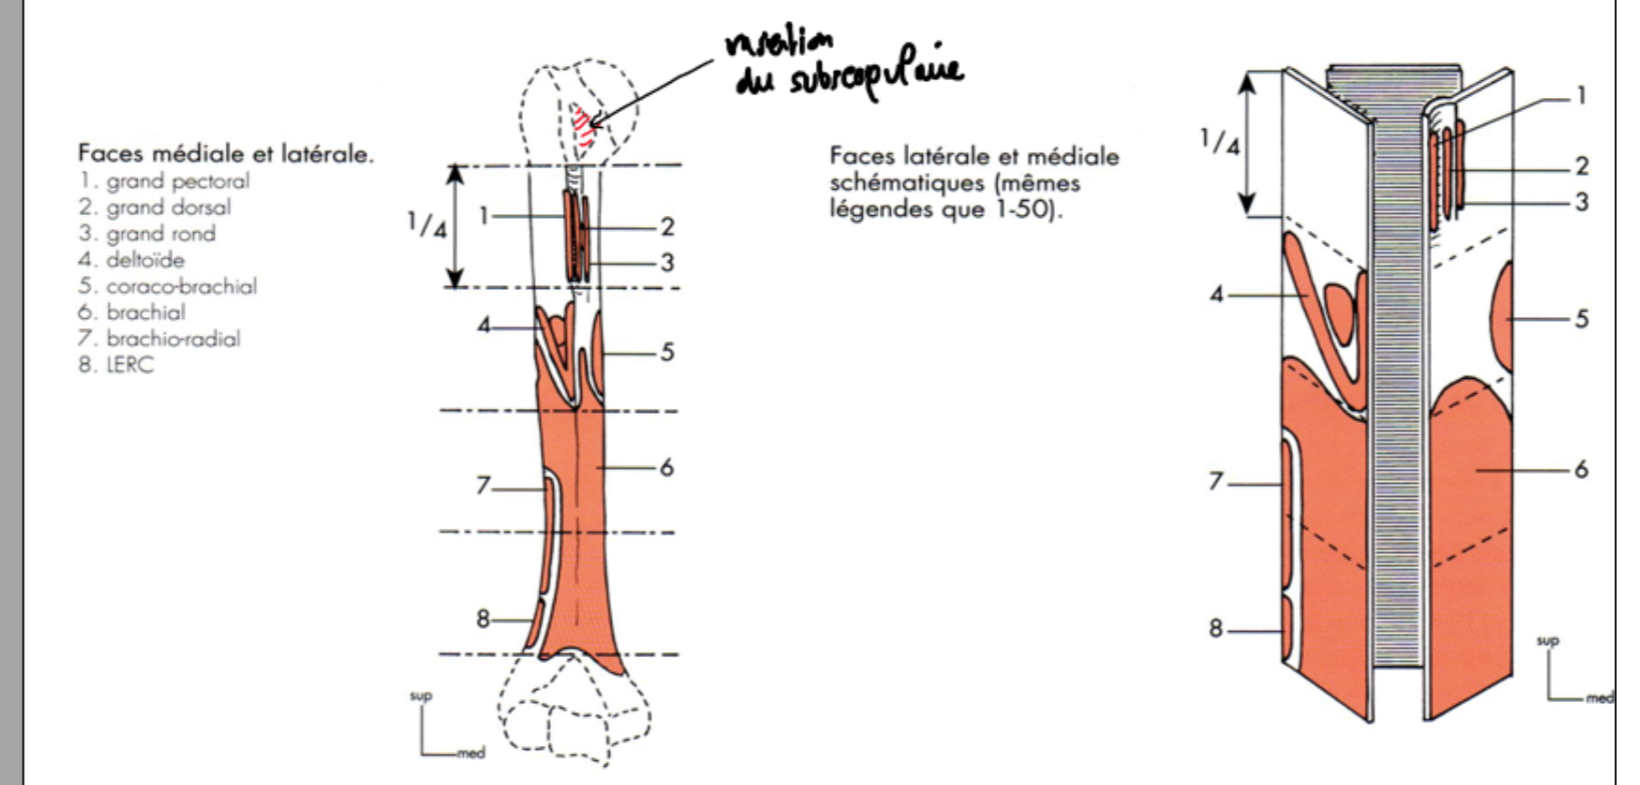 insertion
du subscapulaire
Faces médiale et latérale.
1. grand pectoral
2. grand dorsal
3. grand rond
4. deltoïde
5. coraco-brachial
6. brachial
7. brachio-radial
8. LERC
1/4
1
2
3
4
5
6
7
8
sup
med
Faces latérale et médiale
schématiques (mêmes
légendes que 1-50).
1/4
1
2
3
4
5
6
7
8
sup
med